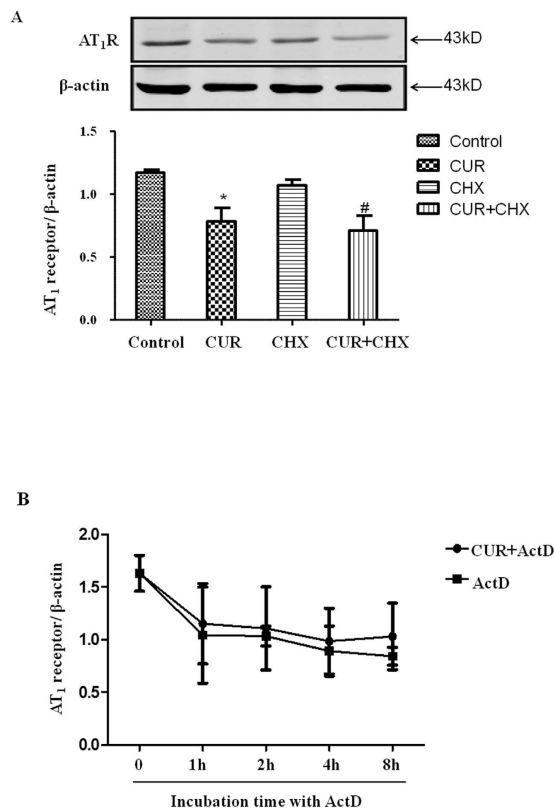 A
AT₁R
43kD
β-actin
43kD
AT₁ receptor/β-actin
1.5
1.0
0.5
0.0
*
#
Control
CUR
CHX
CUR+CHX
Control
CUR
CHX
CUR+CHX
B
AT₁ receptor/β-actin
2.0
1.5
1.0
0.5
0.0
CUR+ActD
ActD
0 1h 2h 4h 8h
Incubation time with ActD